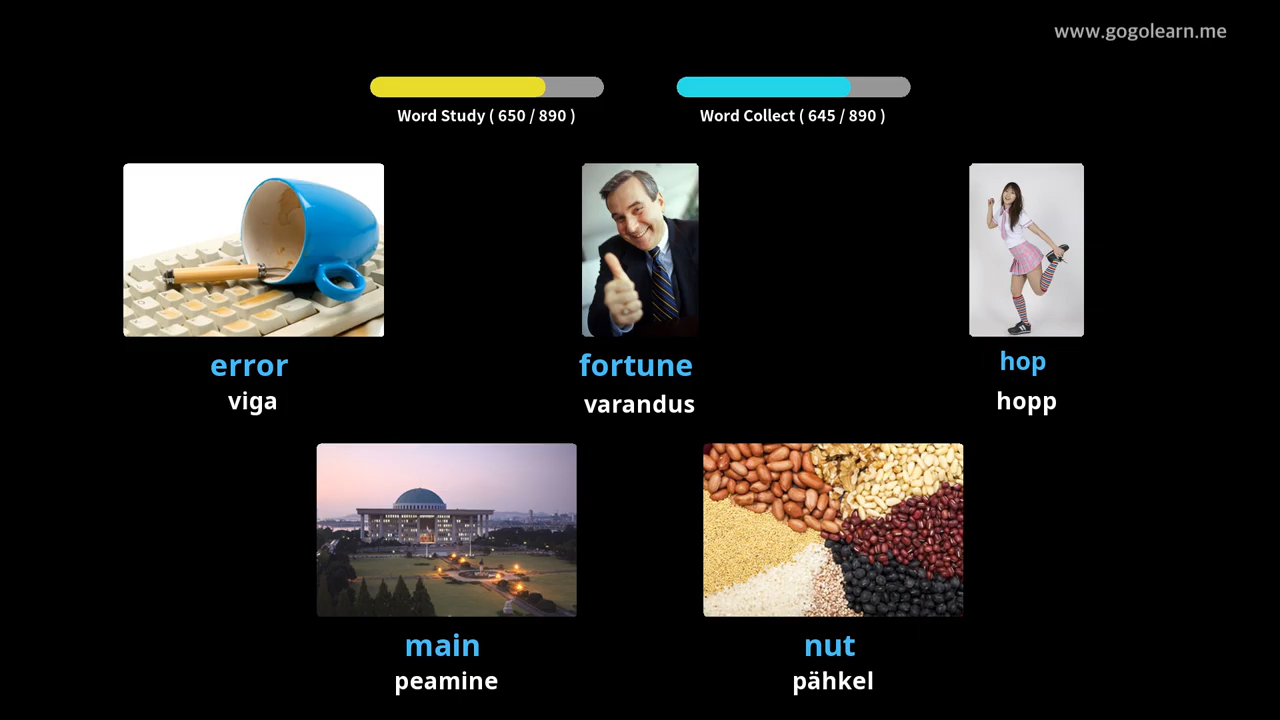 www.gogolearn.me
Word Study ( 650 / 890 )
Word Collect ( 645 / 890 )
error
viga
fortune
varandus
hop
hopp
main
peamine
nut
pähkel